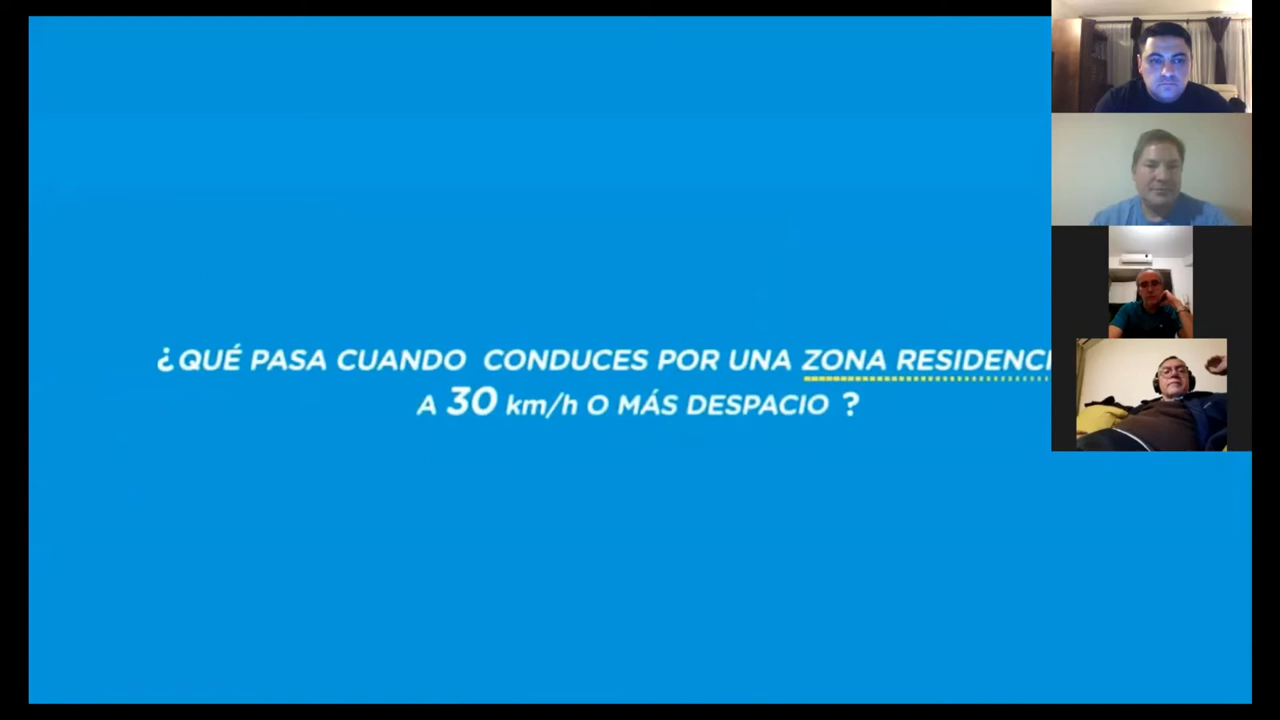 ¿QUÉ PASA CUANDO CONDUCES POR UNA ZONA RESIDENCI
A 30 km/h O MÁS DESPACIO ?